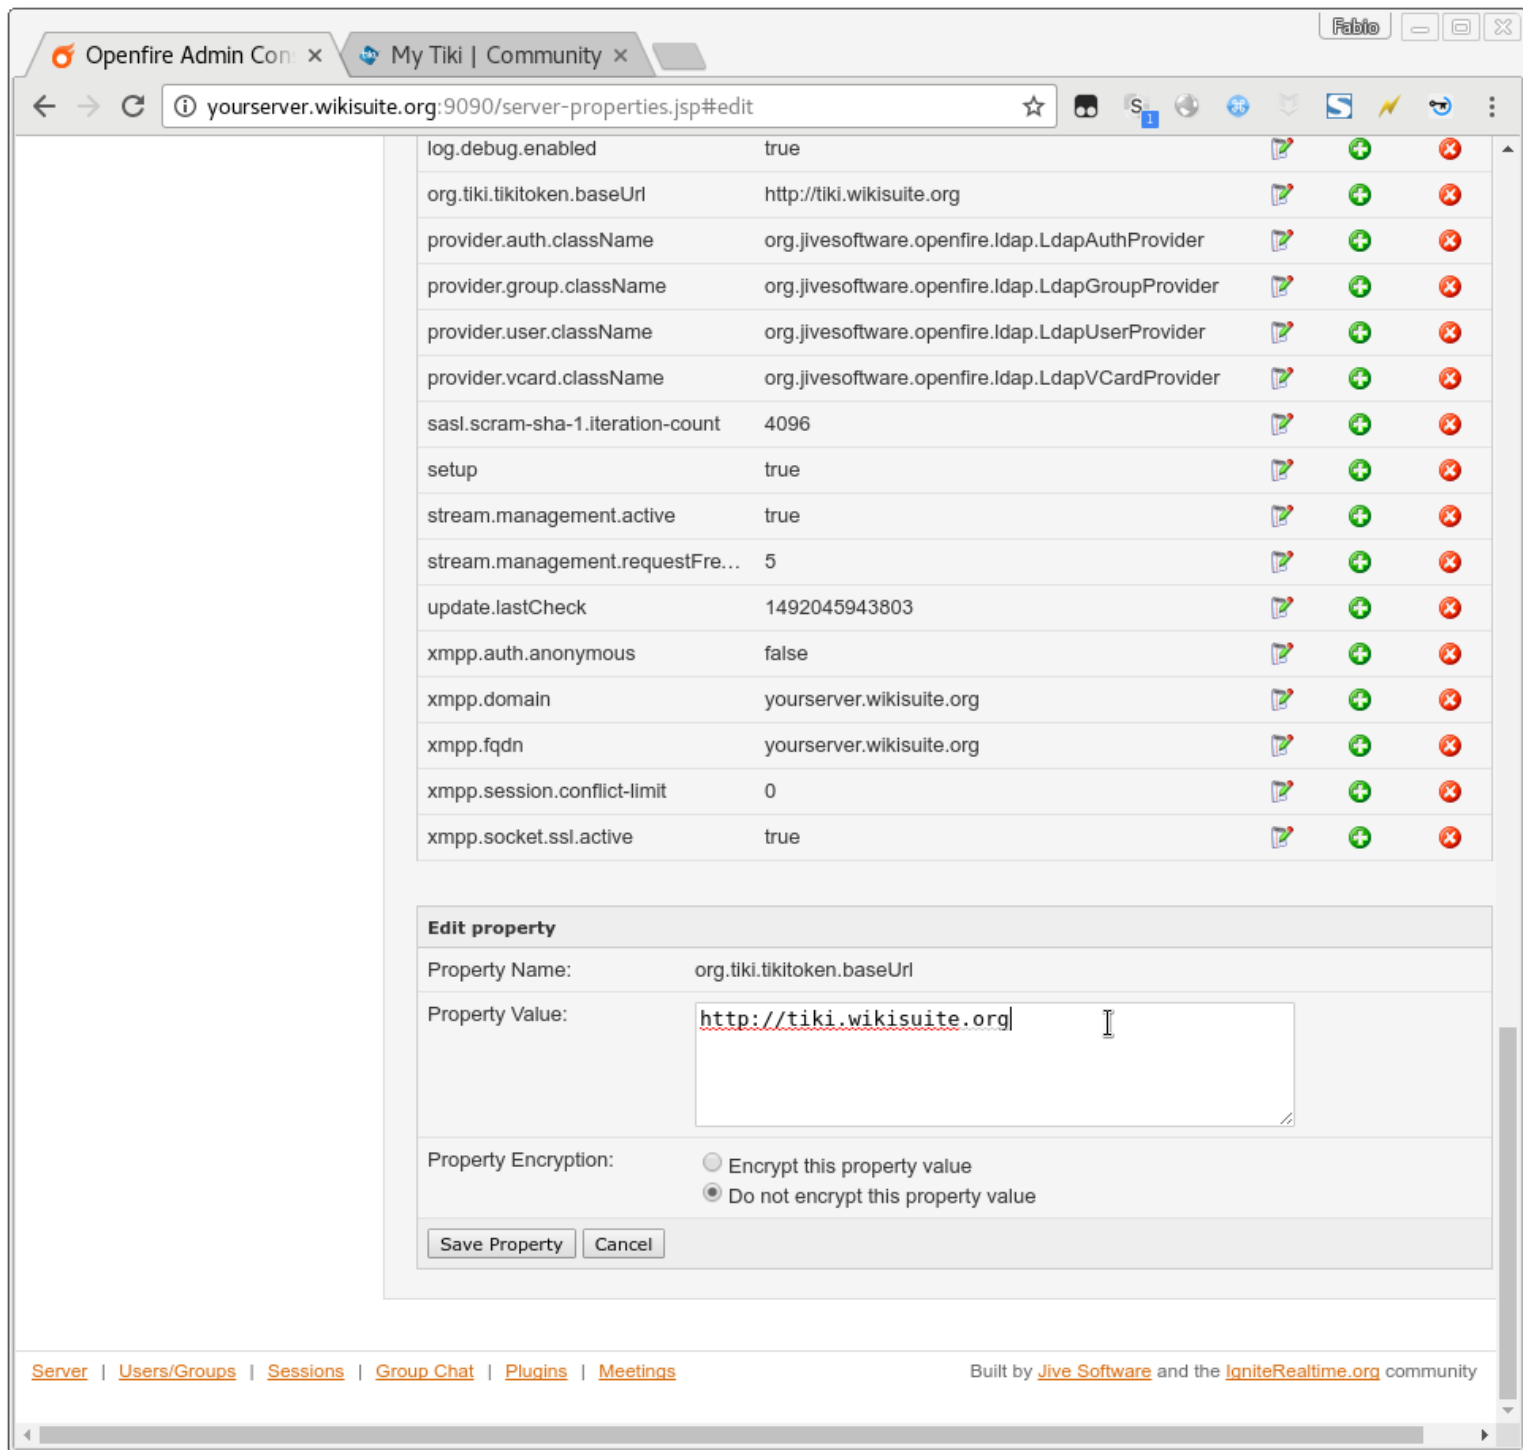 Fabio
Openfire Admin Con
My Tiki | Community
yourserver.wikisuite.org:9090/server-properties.jsp#edit
S
1
S
log.debug.enabled true
org.tiki.tikitoken.baseUrl http://tiki.wikisuite.org
provider.auth.className org.jivesoftware.openfire.ldap.LdapAuthProvider
provider.group.className org.jivesoftware.openfire.ldap.LdapGroupProvider
provider.user.className org.jivesoftware.openfire.ldap.LdapUserProvider
provider.vcard.className org.jivesoftware.openfire.ldap.LdapVCardProvider
sasl.scram-sha-1.iteration-count 4096
setup true
stream.management.active true
stream.management.requestFre... 5
update.lastCheck 1492045943803
xmpp.auth.anonymous false
xmpp.domain yourserver.wikisuite.org
xmpp.fqdn yourserver.wikisuite.org
xmpp.session.conflict-limit 0
xmpp.socket.ssl.active true
Edit property
Property Name: org.tiki.tikitoken.baseUrl
Property Value: http://tiki.wikisuite.org
Property Encryption: Encrypt this property value
Do not encrypt this property value
Save Property Cancel
Server | Users/Groups | Sessions | Group Chat | Plugins | Meetings Built by Jive Software and the IgniteRealtime.org community